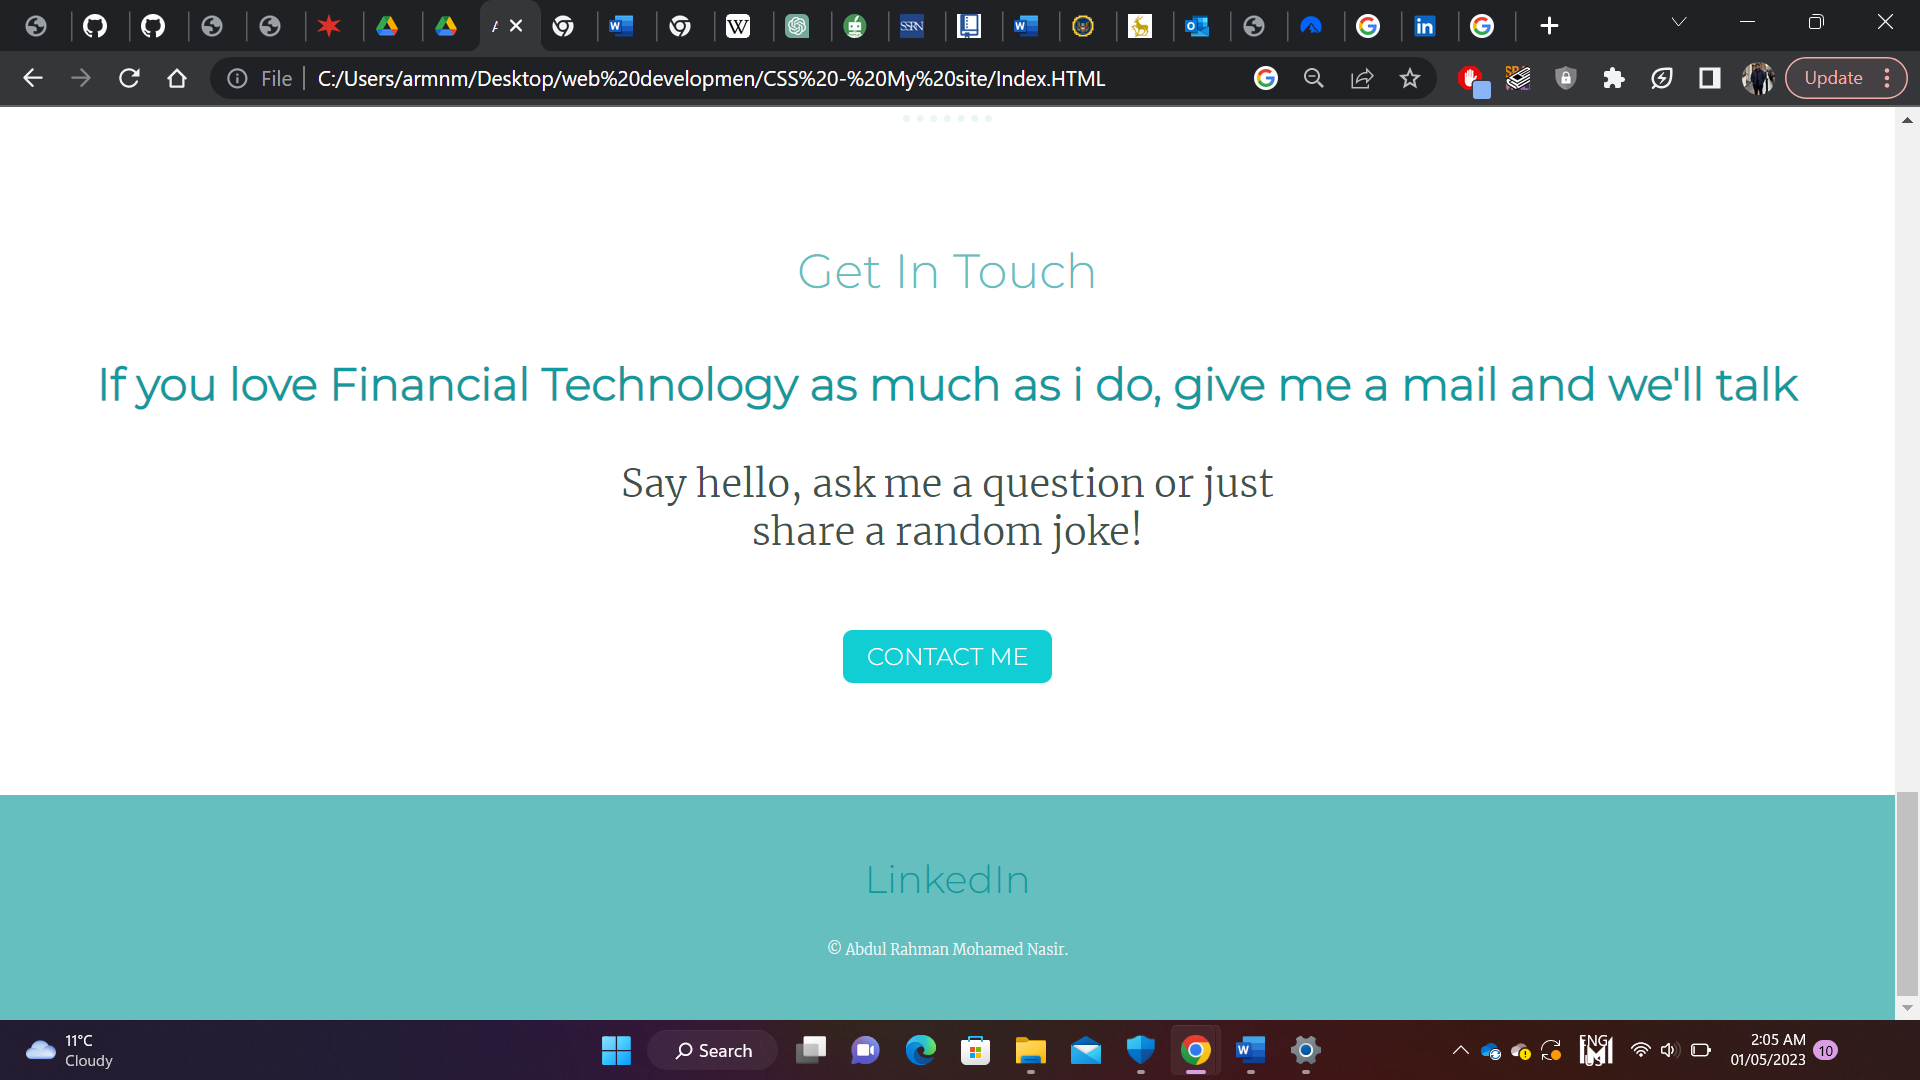 File
C:/Users/armnm/Desktop/web%20developmen/CSS%20-%20My%20site/Index.HTML
Update
Get In Touch
If you love Financial Technology as much as i do, give me a mail and we'll talk
Say hello, ask me a question or just
share a random joke!
CONTACT ME
LinkedIn
© Abdul Rahman Mohamed Nasir.
11°C
Cloudy
Search
ENG
US
2:05 AM
01/05/2023
10